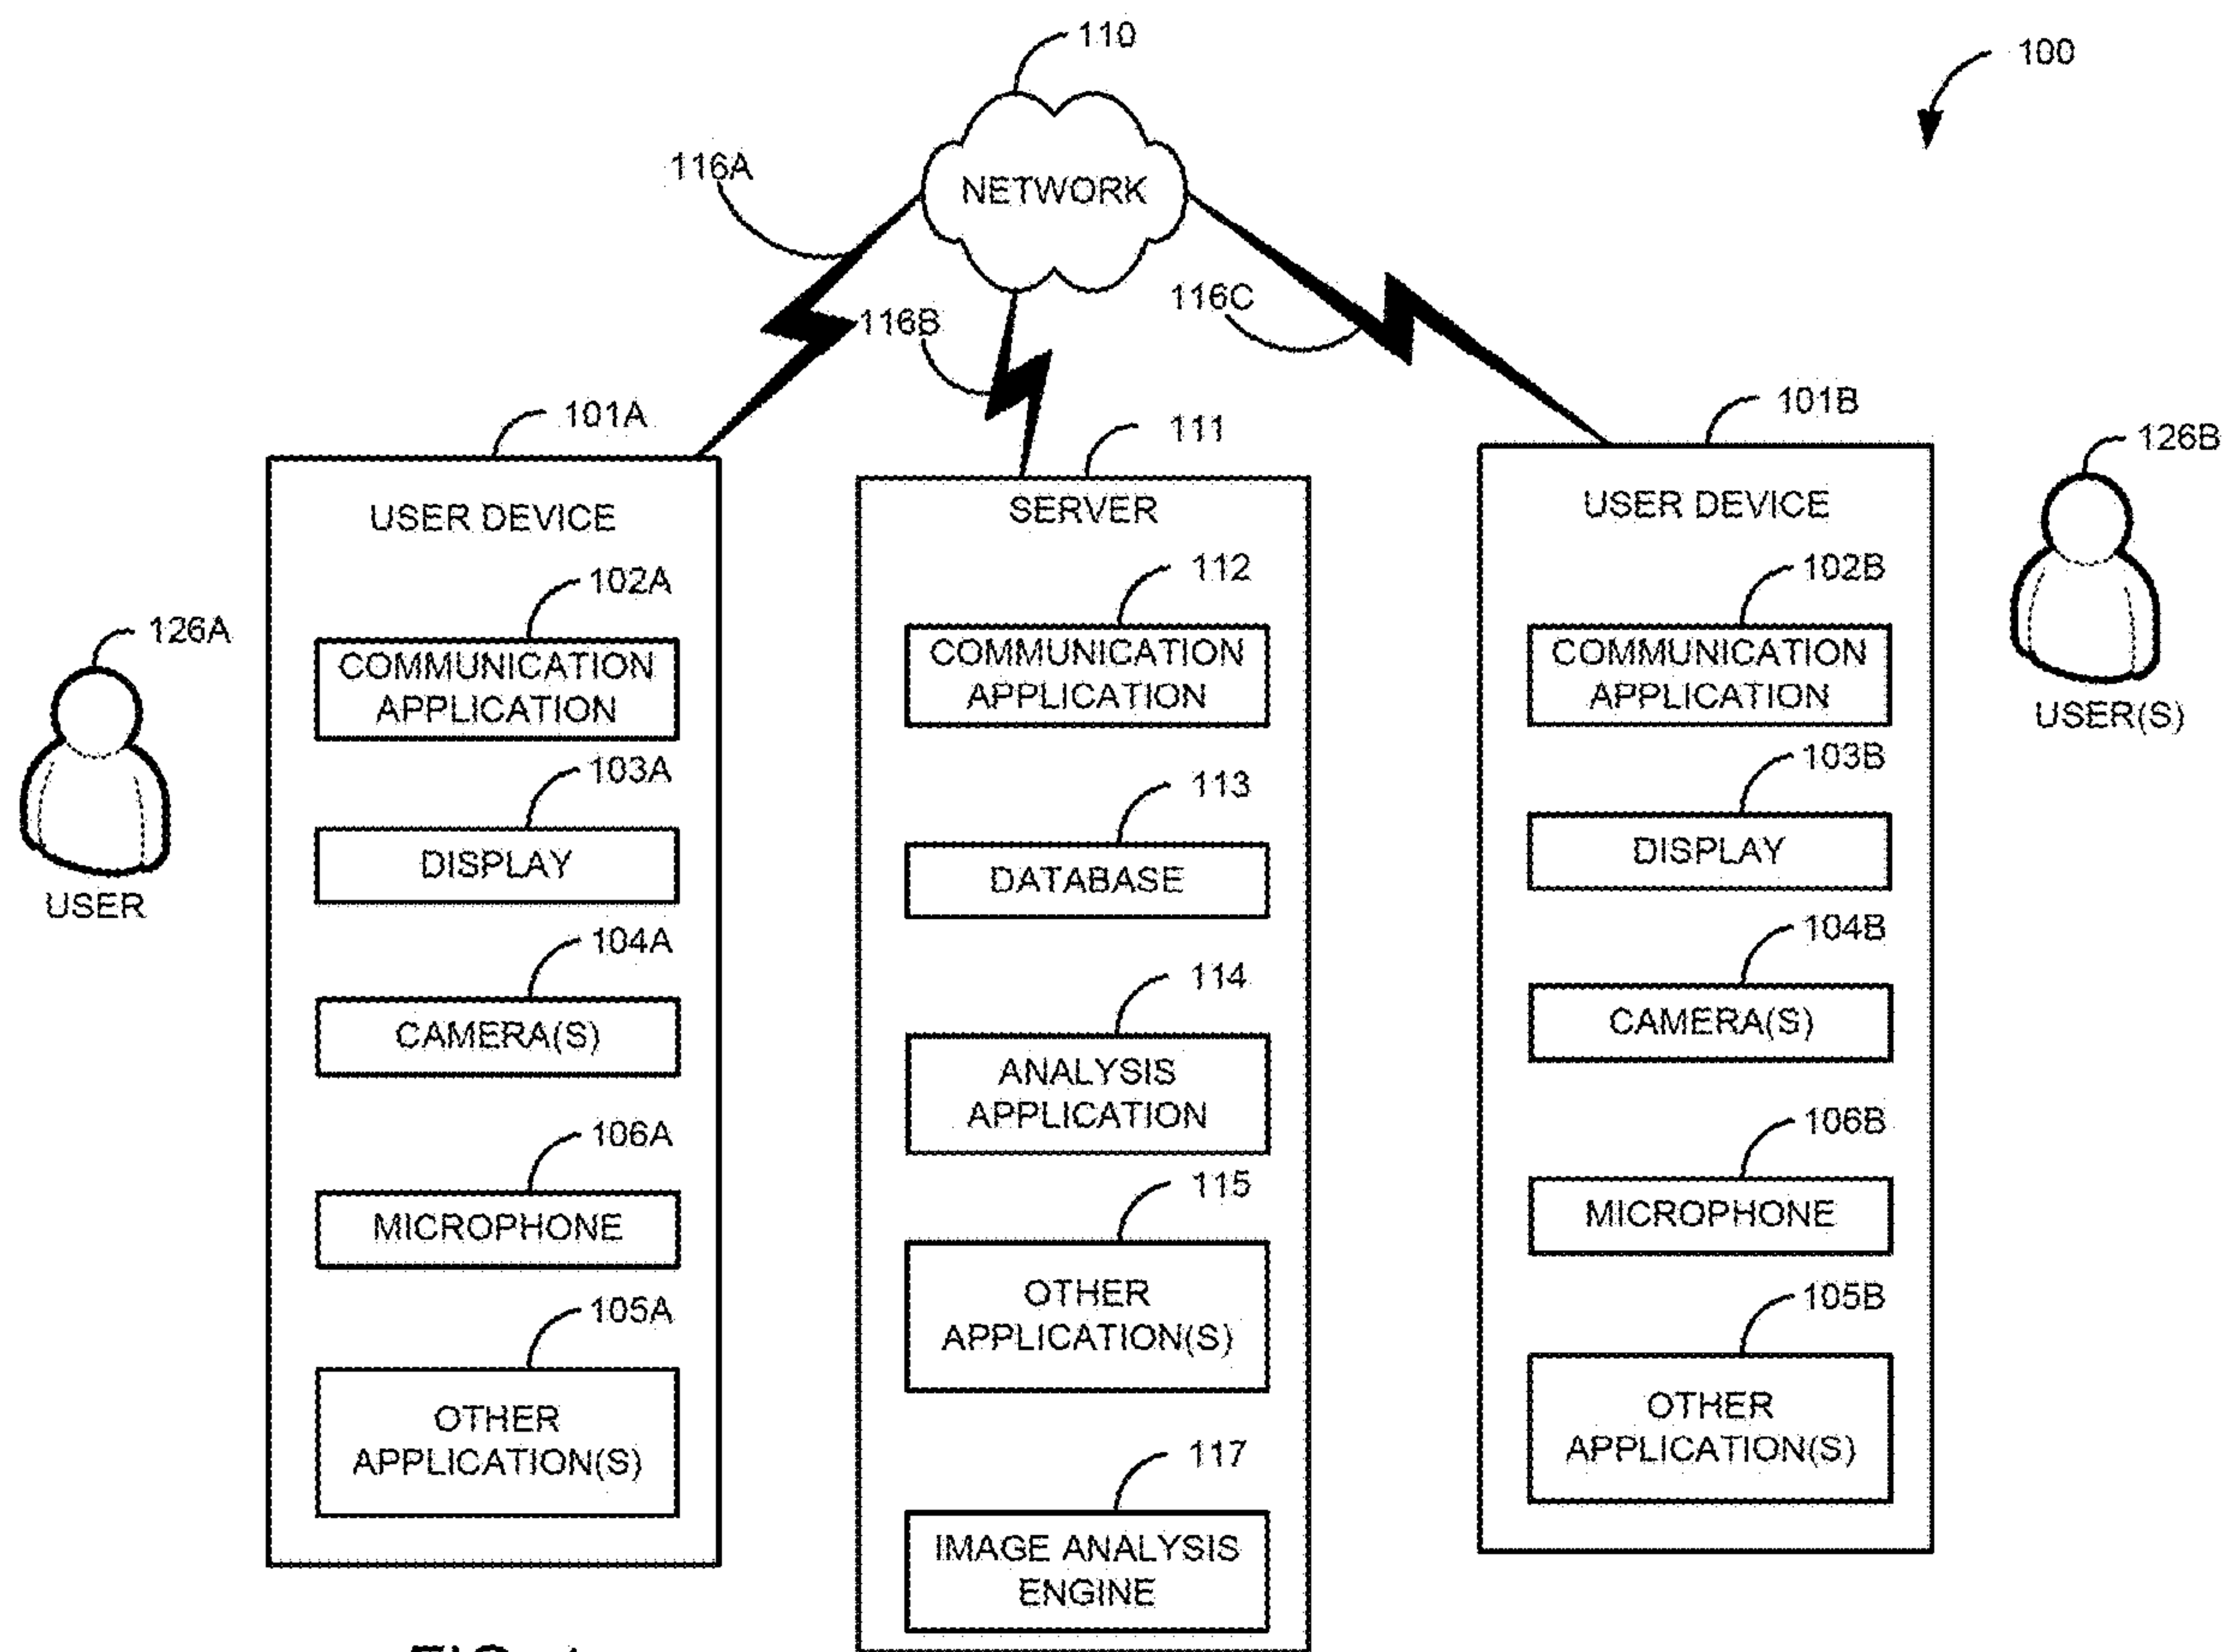 110
100
116A
NETWORK
116B
116C
101A
USER DEVICE
102A
COMMUNICATION
APPLICATION
103A
DISPLAY
104A
CAMERA(S)
106A
MICROPHONE
105A
OTHER
APPLICATION(S)
126A
USER
111
SERVER
112
COMMUNICATION
APPLICATION
113
DATABASE
114
ANALYSIS
APPLICATION
115
OTHER
APPLICATION(S)
117
IMAGE ANALYSIS
ENGINE
101B
USER DEVICE
102B
COMMUNICATION
APPLICATION
103B
DISPLAY
104B
CAMERA(S)
106B
MICROPHONE
105B
OTHER
APPLICATION(S)
126B
USER(S)